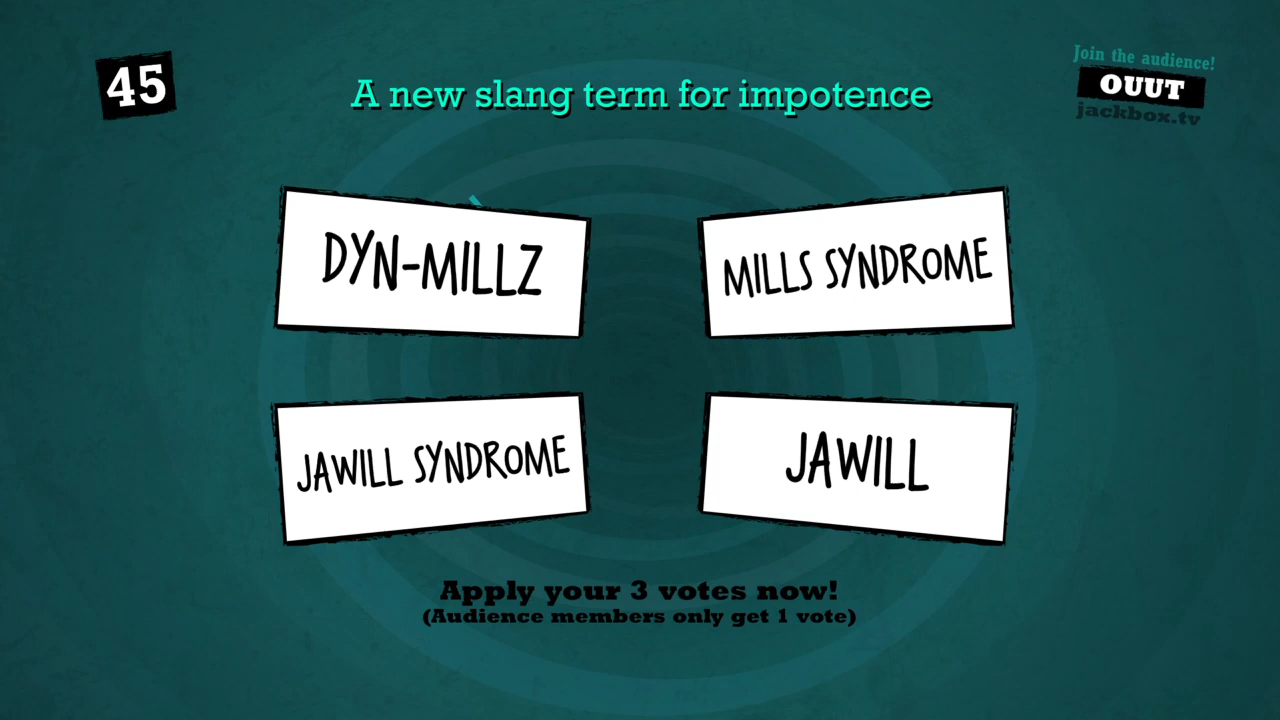 45
A new slang term for impotence
Join the audience!
OUUT
jackbox.tv
DYN-MILLZ
MILLS SYNDROME
JAWILL SYNDROME
JAWILL
Apply your 3 votes now!
(Audience members only get 1 vote)